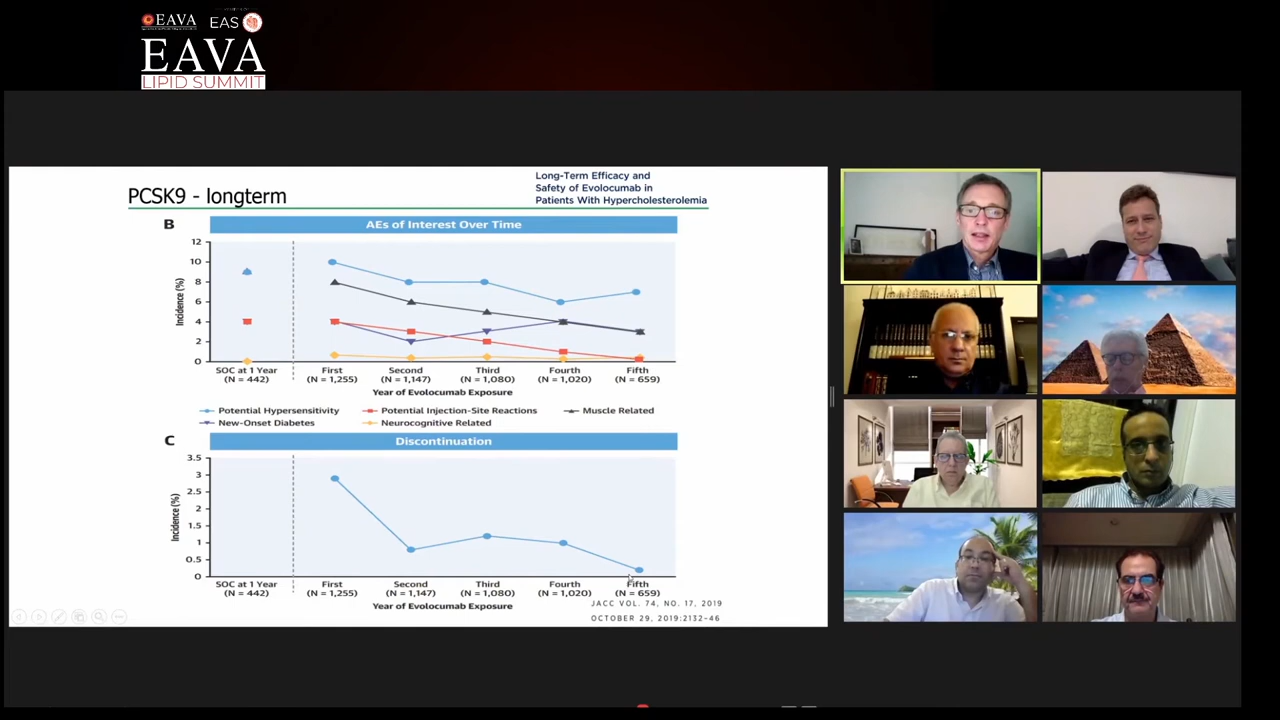 EAVA
EAS
EAVA
LIPID SUMMIT
PCSK9 - longterm
Long-Term Efficacy and
Safety of Evolocumab in
Patients With Hypercholesterolemia
B
AEs of Interest Over Time
Incidence (%)
12
10
8
6
4
2
0
SOC at 1 Year First Second Third Fourth Fifth
(N = 442) (N = 1,255) (N = 1,147) (N = 1,080) (N = 1,020) (N = 659)
Year of Evolocumab Exposure
Potential Hypersensitivity Potential Injection-Site Reactions Muscle Related
New-Onset Diabetes Neurocognitive Related
C
Discontinuation
Incidence (%)
3.5
3
2.5
2
1.5
1
0.5
0
SOC at 1 Year First Second Third Fourth Fifth
(N = 442) (N = 1,255) (N = 1,147) (N = 1,080) (N = 1,020) (N = 659)
Year of Evolocumab Exposure
JACC VOL. 74, NO. 17, 2019
OCTOBER 29, 2019:2132-46